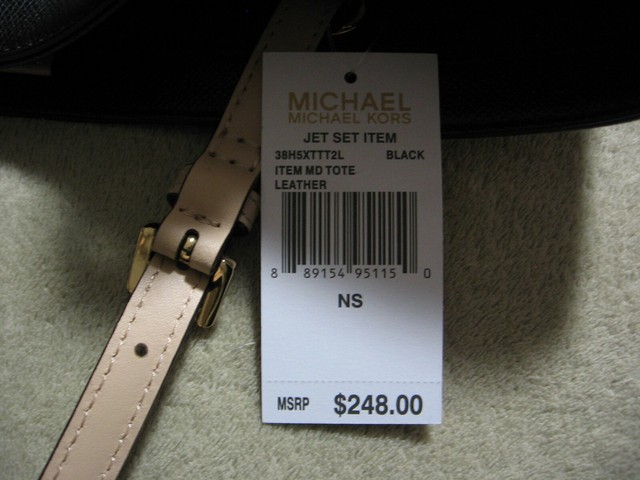 MICHAEL
MICHAEL KORS
JET SET ITEM
38H5XTTT2L BLACK
ITEM MD TOTE
LEATHER
8 89154 95115 0
NS
MSRP $248.00